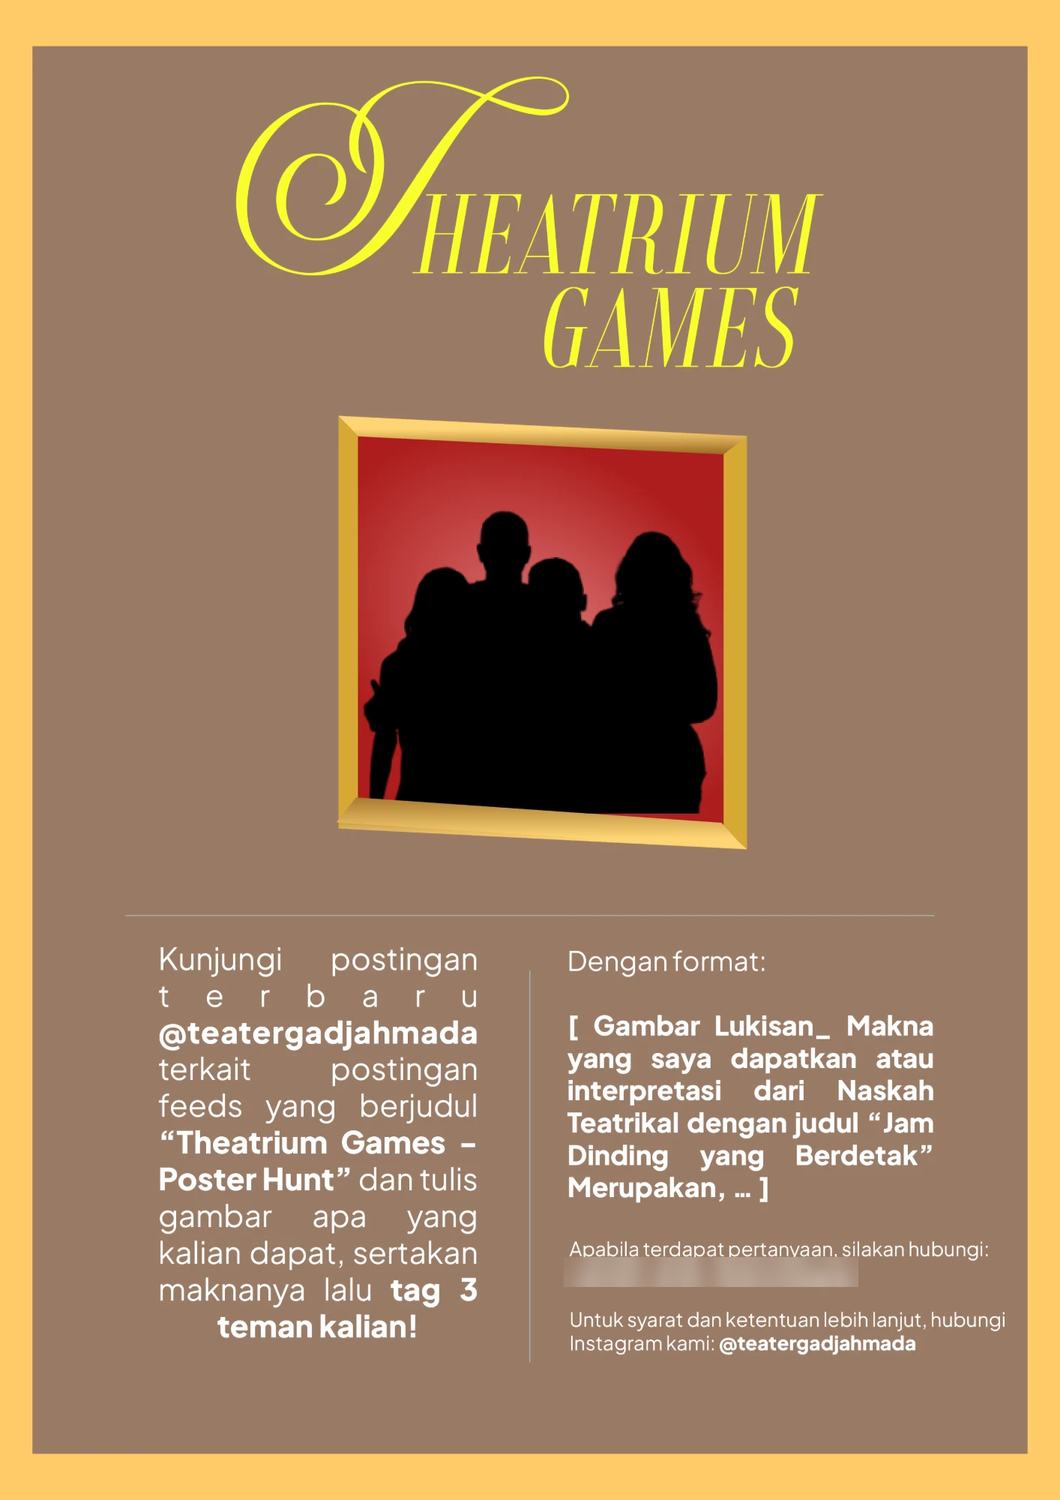 THEATRIUM
GAMES
Kunjungi postingan
terbaru
@teatergadjahmada
terkait postingan
feeds yang berjudul
“Theatrium Games –
Poster Hunt” dan tulis
gambar apa yang
kalian dapat, sertakan
maknanya lalu tag 3
teman kalian!
Dengan format:
[ Gambar Lukisan_ Makna
yang saya dapatkan atau
interpretasi dari Naskah
Teatrikal dengan judul “Jam
Dinding yang Berdetak”
Merupakan, ... ]
Apabila terdapat pertanyaan, silakan hubungi:
Untuk syarat dan ketentuan lebih lanjut, hubungi
Instagram kami: @teatergadjahmada